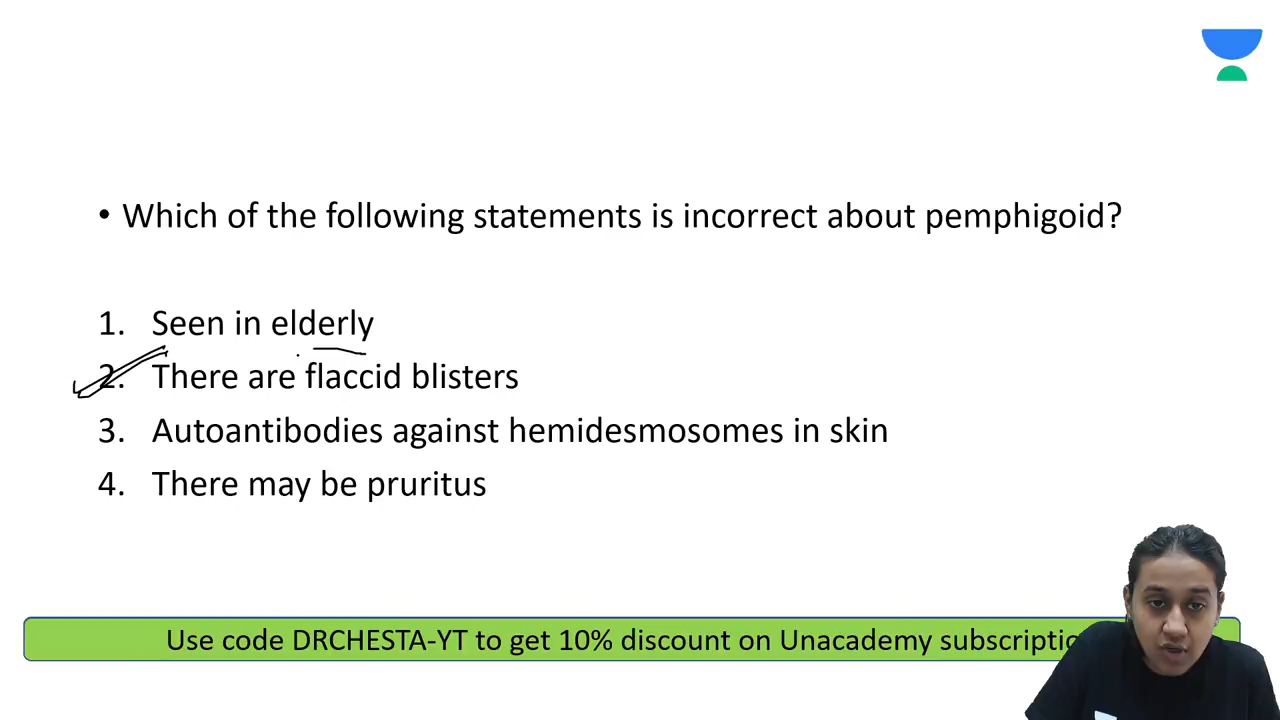 • Which of the following statements is incorrect about pemphigoid?
1. Seen in elderly
2. There are flaccid blisters
3. Autoantibodies against hemidesmosomes in skin
4. There may be pruritus
Use code DRCHESTA-YT to get 10% discount on Unacademy